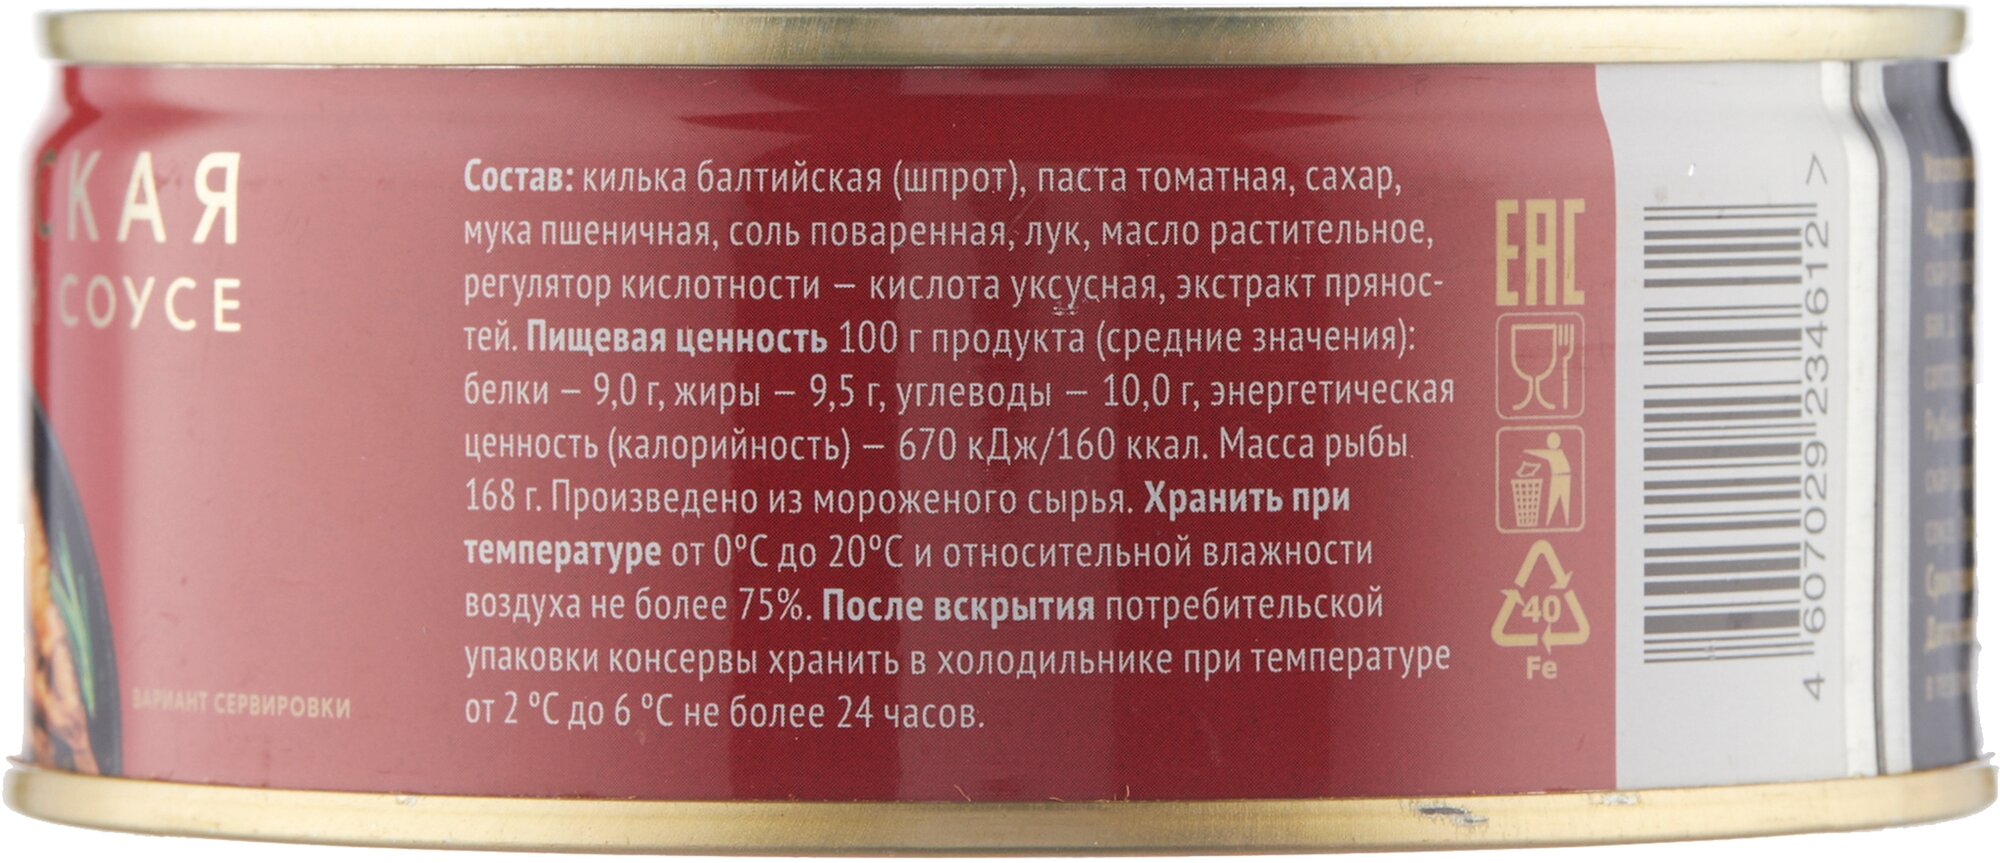 СКАЯ
СОУСЕ
ВАРИАНТ СЕРВИРОВКИ
Состав: килька балтийская (шпрот), паста томатная, сахар,
мука пшеничная, соль поваренная, лук, масло растительное,
регулятор кислотности – кислота уксусная, экстракт прянос-
тей. Пищевая ценность 100 г продукта (средние значения):
белки – 9,0 г, жиры – 9,5 г, углеводы – 10,0 г, энергетическая
ценность (калорийность) – 670 кДж/160 ккал. Масса рыбы
168 г. Произведено из мороженого сырья. Хранить при
температуре от 0°С до 20°С и относительной влажности
воздуха не более 75%. После вскрытия потребительской
упаковки консервы хранить в холодильнике при температуре
от 2 °С до 6 °С не более 24 часов.
EAC
40
Fe
4 607029 234612 >